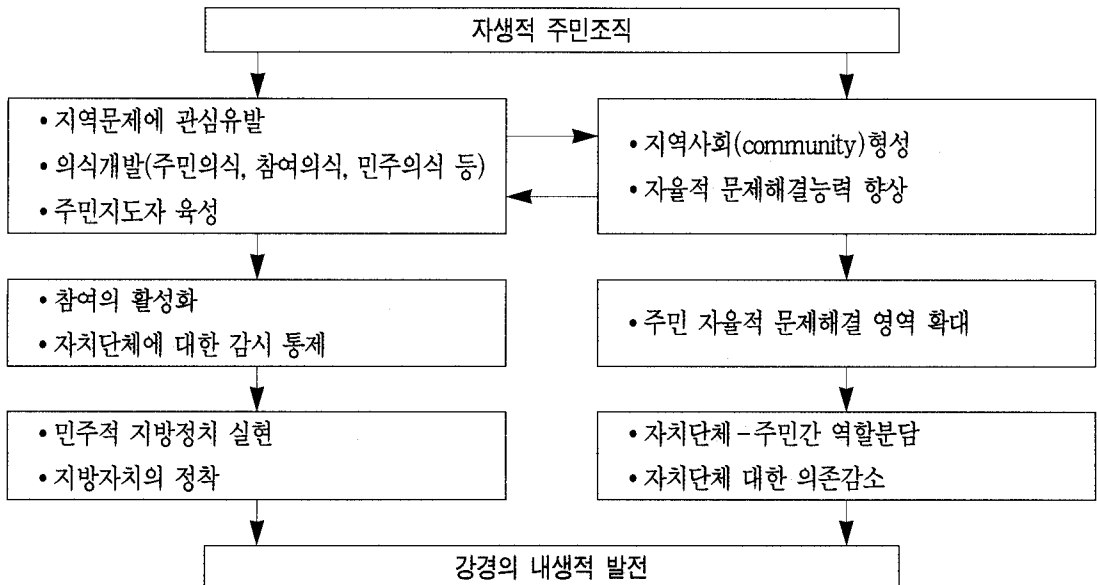 자생적 주민조직
• 지역문제에 관심유발
• 의식개발(주민의식, 참여의식, 민주의식 등)
• 주민지도자 육성
• 지역사회(community)형성
• 자율적 문제해결능력 향상
• 참여의 활성화
• 자치단체에 대한 감시 통제
• 주민 자율적 문제해결 영역 확대
• 민주적 지방정치 실현
• 지방자치의 정착
• 자치단체-주민간 역할분담
• 자치단체 대한 의존감소
강경의 내생적 발전